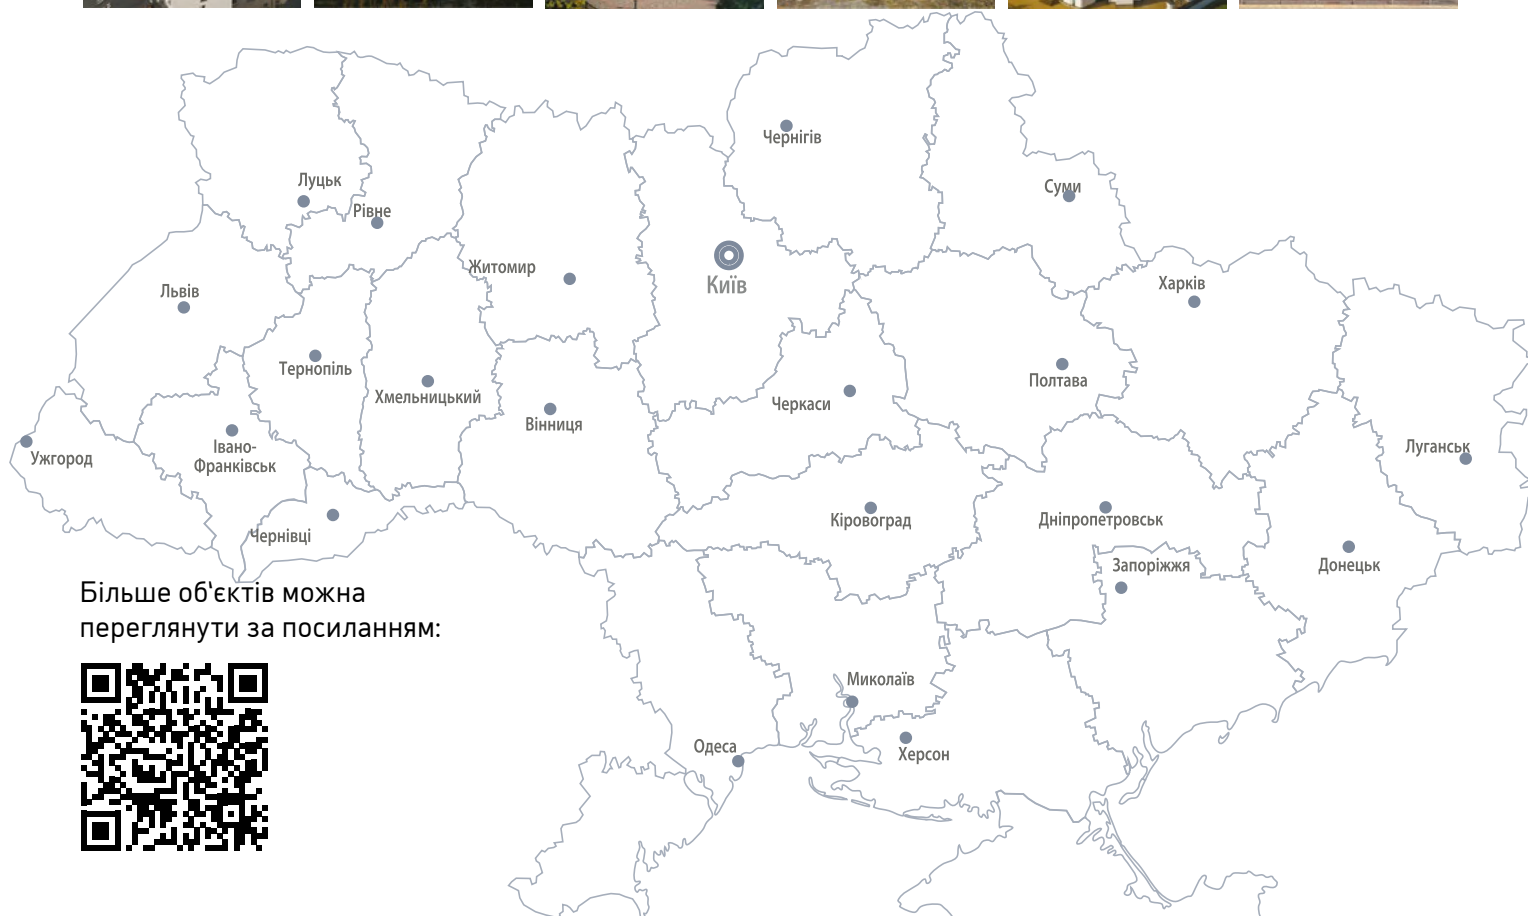 Чернігів
Луцьк
Суми
Рівне
Житомир
Київ
Харків
Львів
Тернопіль
Хмельницький
Полтава
Черкаси
Вінниця
Ужгород
Івано-
Франківськ
Луганськ
Кіровоград
Дніпропетровськ
Чернівці
Запоріжжя
Донецьк
Більше об'єктів можна
переглянути за посиланням:
Миколаїв
Одеса
Херсон